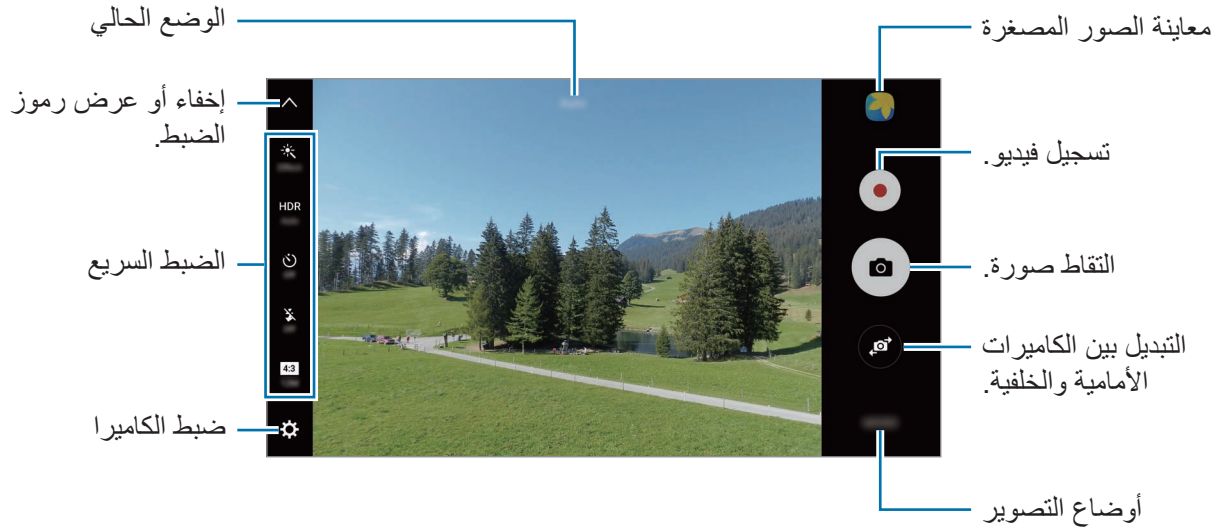 الوضع الحالي
معاينة الصور المصغرة
إخفاء أو عرض رموز
الضبط.
تسجيل فيديو.
HDR
الضبط السريع
التقاط صورة.
التبديل بين الكاميرات
الأمامية والخلفية.
4:3
ضبط الكاميرا
أوضاع التصوير